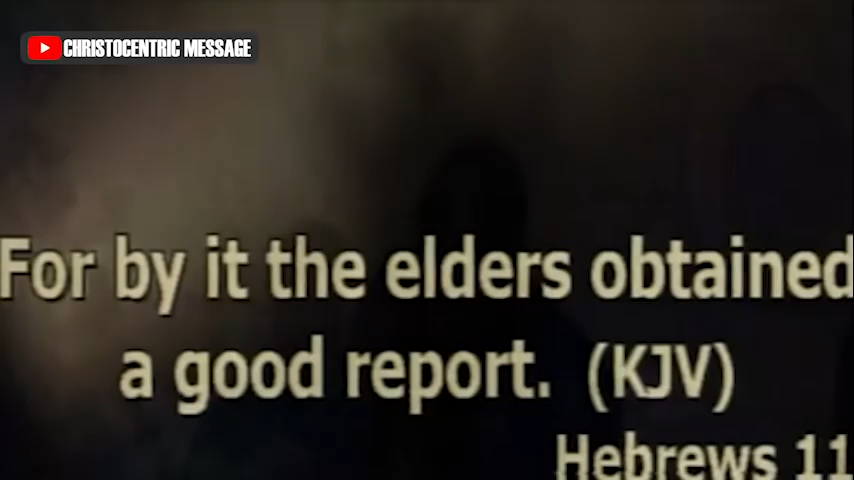 CHRISTOCENTRIC MESSAGE
For by it the elders obtained
a good report. (KJV)
Hebrews 11